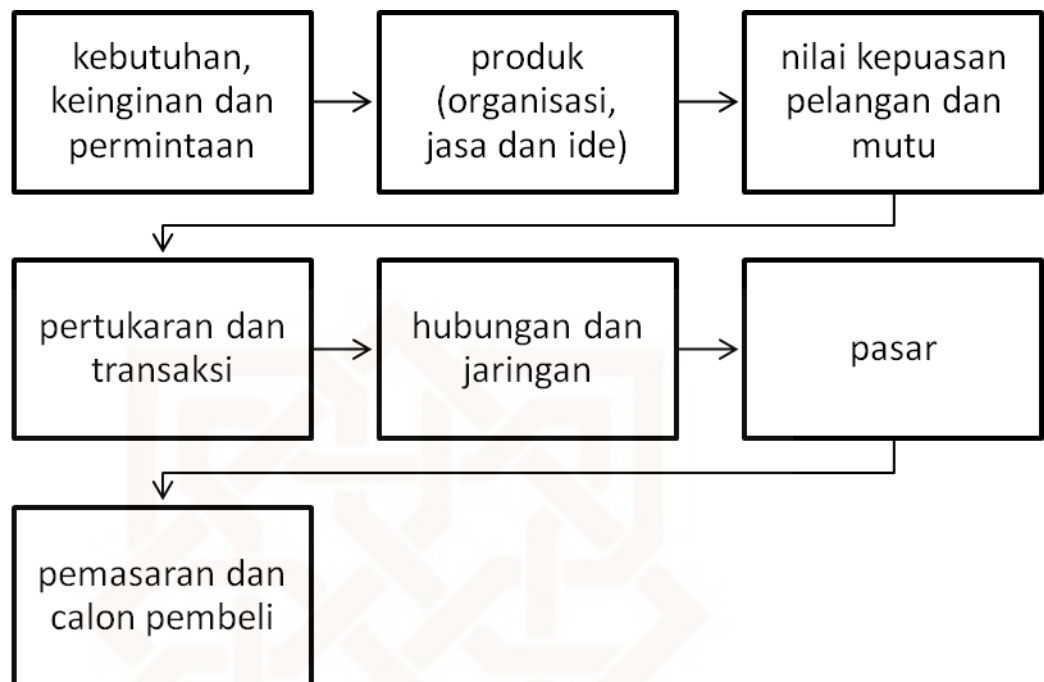 kebutuhan,
keinginan dan
permintaan
produk
(organisasi,
jasa dan ide)
nilai kepuasan
pelangan dan
mutu
pertukaran dan
transaksi
hubungan dan
jaringan
pasar
pemasaran dan
calon pembeli